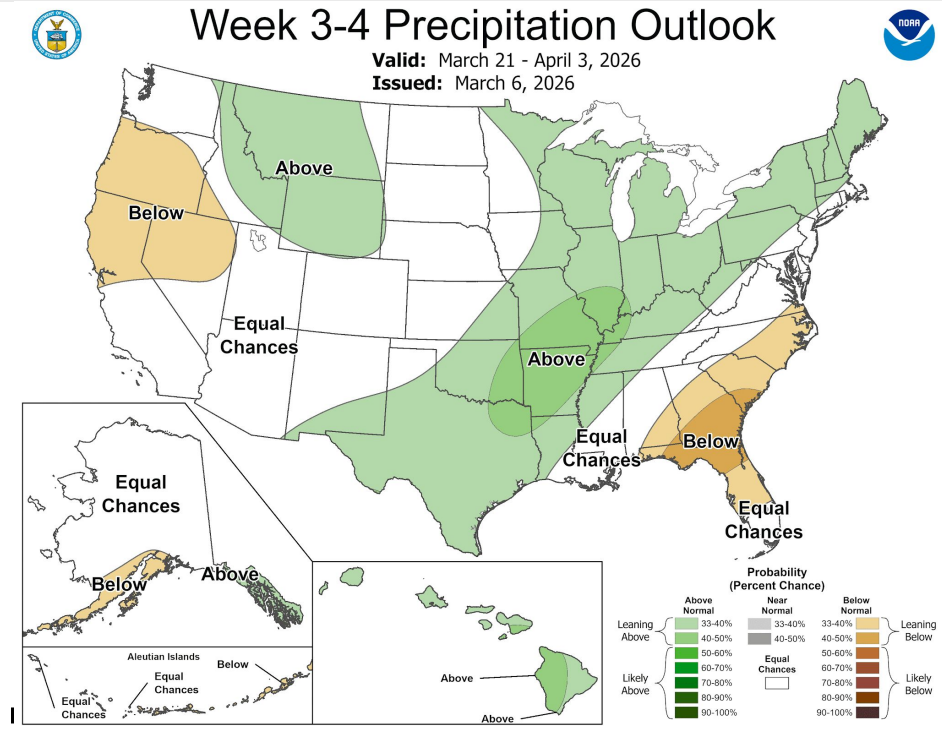 Week 3-4 Precipitation Outlook
Valid: March 21 - April 3, 2026
Issued: March 6, 2026
NOAA
Above
Below
Equal
Chances
Above
Equal
Chances
Below
Equal
Chances
Equal
Chances
Below
Above
Aleutian Islands
Below
Equal
Chances
Equal
Chances
Above
Above
Probability
(Percent Chance)
Above
Normal
Near
Normal
Below
Normal
Leaning
Above
33-40%
33-40%
33-40%
Leaning
Below
40-50%
40-50%
40-50%
Likely
Above
50-60%
60-70%
70-80%
80-90%
90-100%
Equal
Chances
50-60%
60-70%
70-80%
80-90%
90-100%
Likely
Below